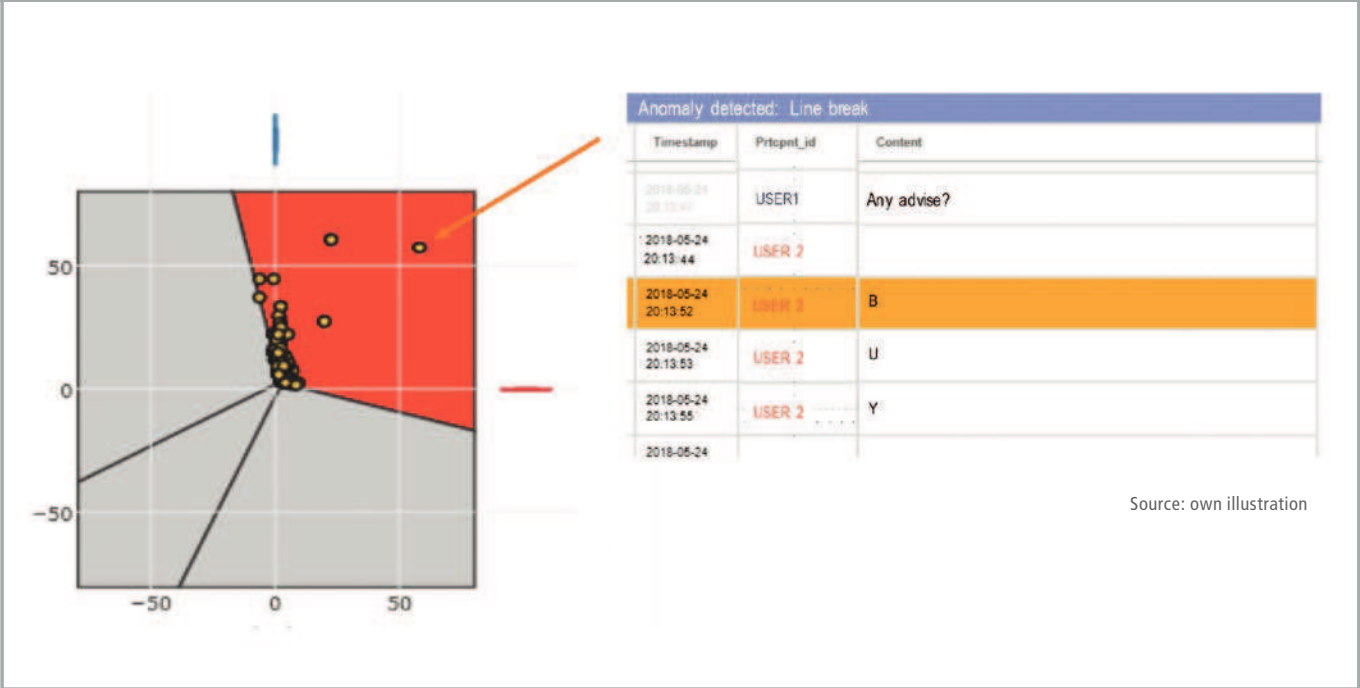 Anomaly detected: Line break
Timestamp Prtcpnt_id Content
USER1 Any advise?
2018-05-24
20:13:44
USER 2
2018-05-24
20:13:52
USER 2
B
2018-05-24
20:13:53
USER 2
U
2018-05-24
20:13:55
USER 2
Y
2018-05-24
50
0
−50
−50 0 50
Source: own illustration